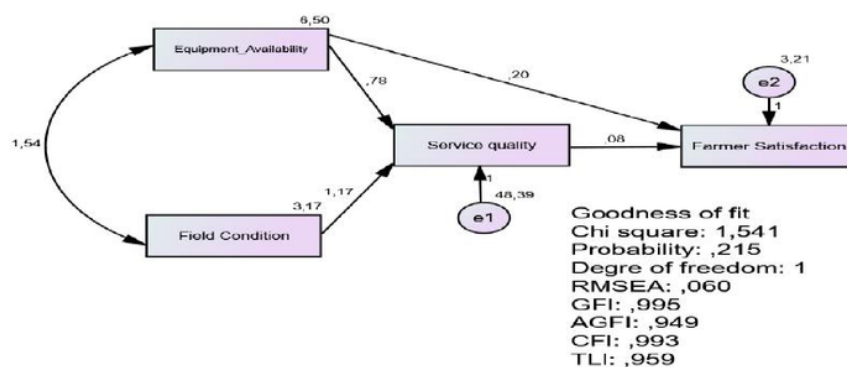 6,50
Equipment_Availability
,20
3,21
e2
,78
1
1,54
Service quality
,08
Farmer Satisfaction
1,17
1
3,17
48,39
Field Condition
e1
Goodness of fit
Chi square: 1,541
Probability: ,215
Degre of freedom: 1
RMSEA: ,060
GFI: ,995
AGFI: ,949
CFI: ,993
TLI: ,959